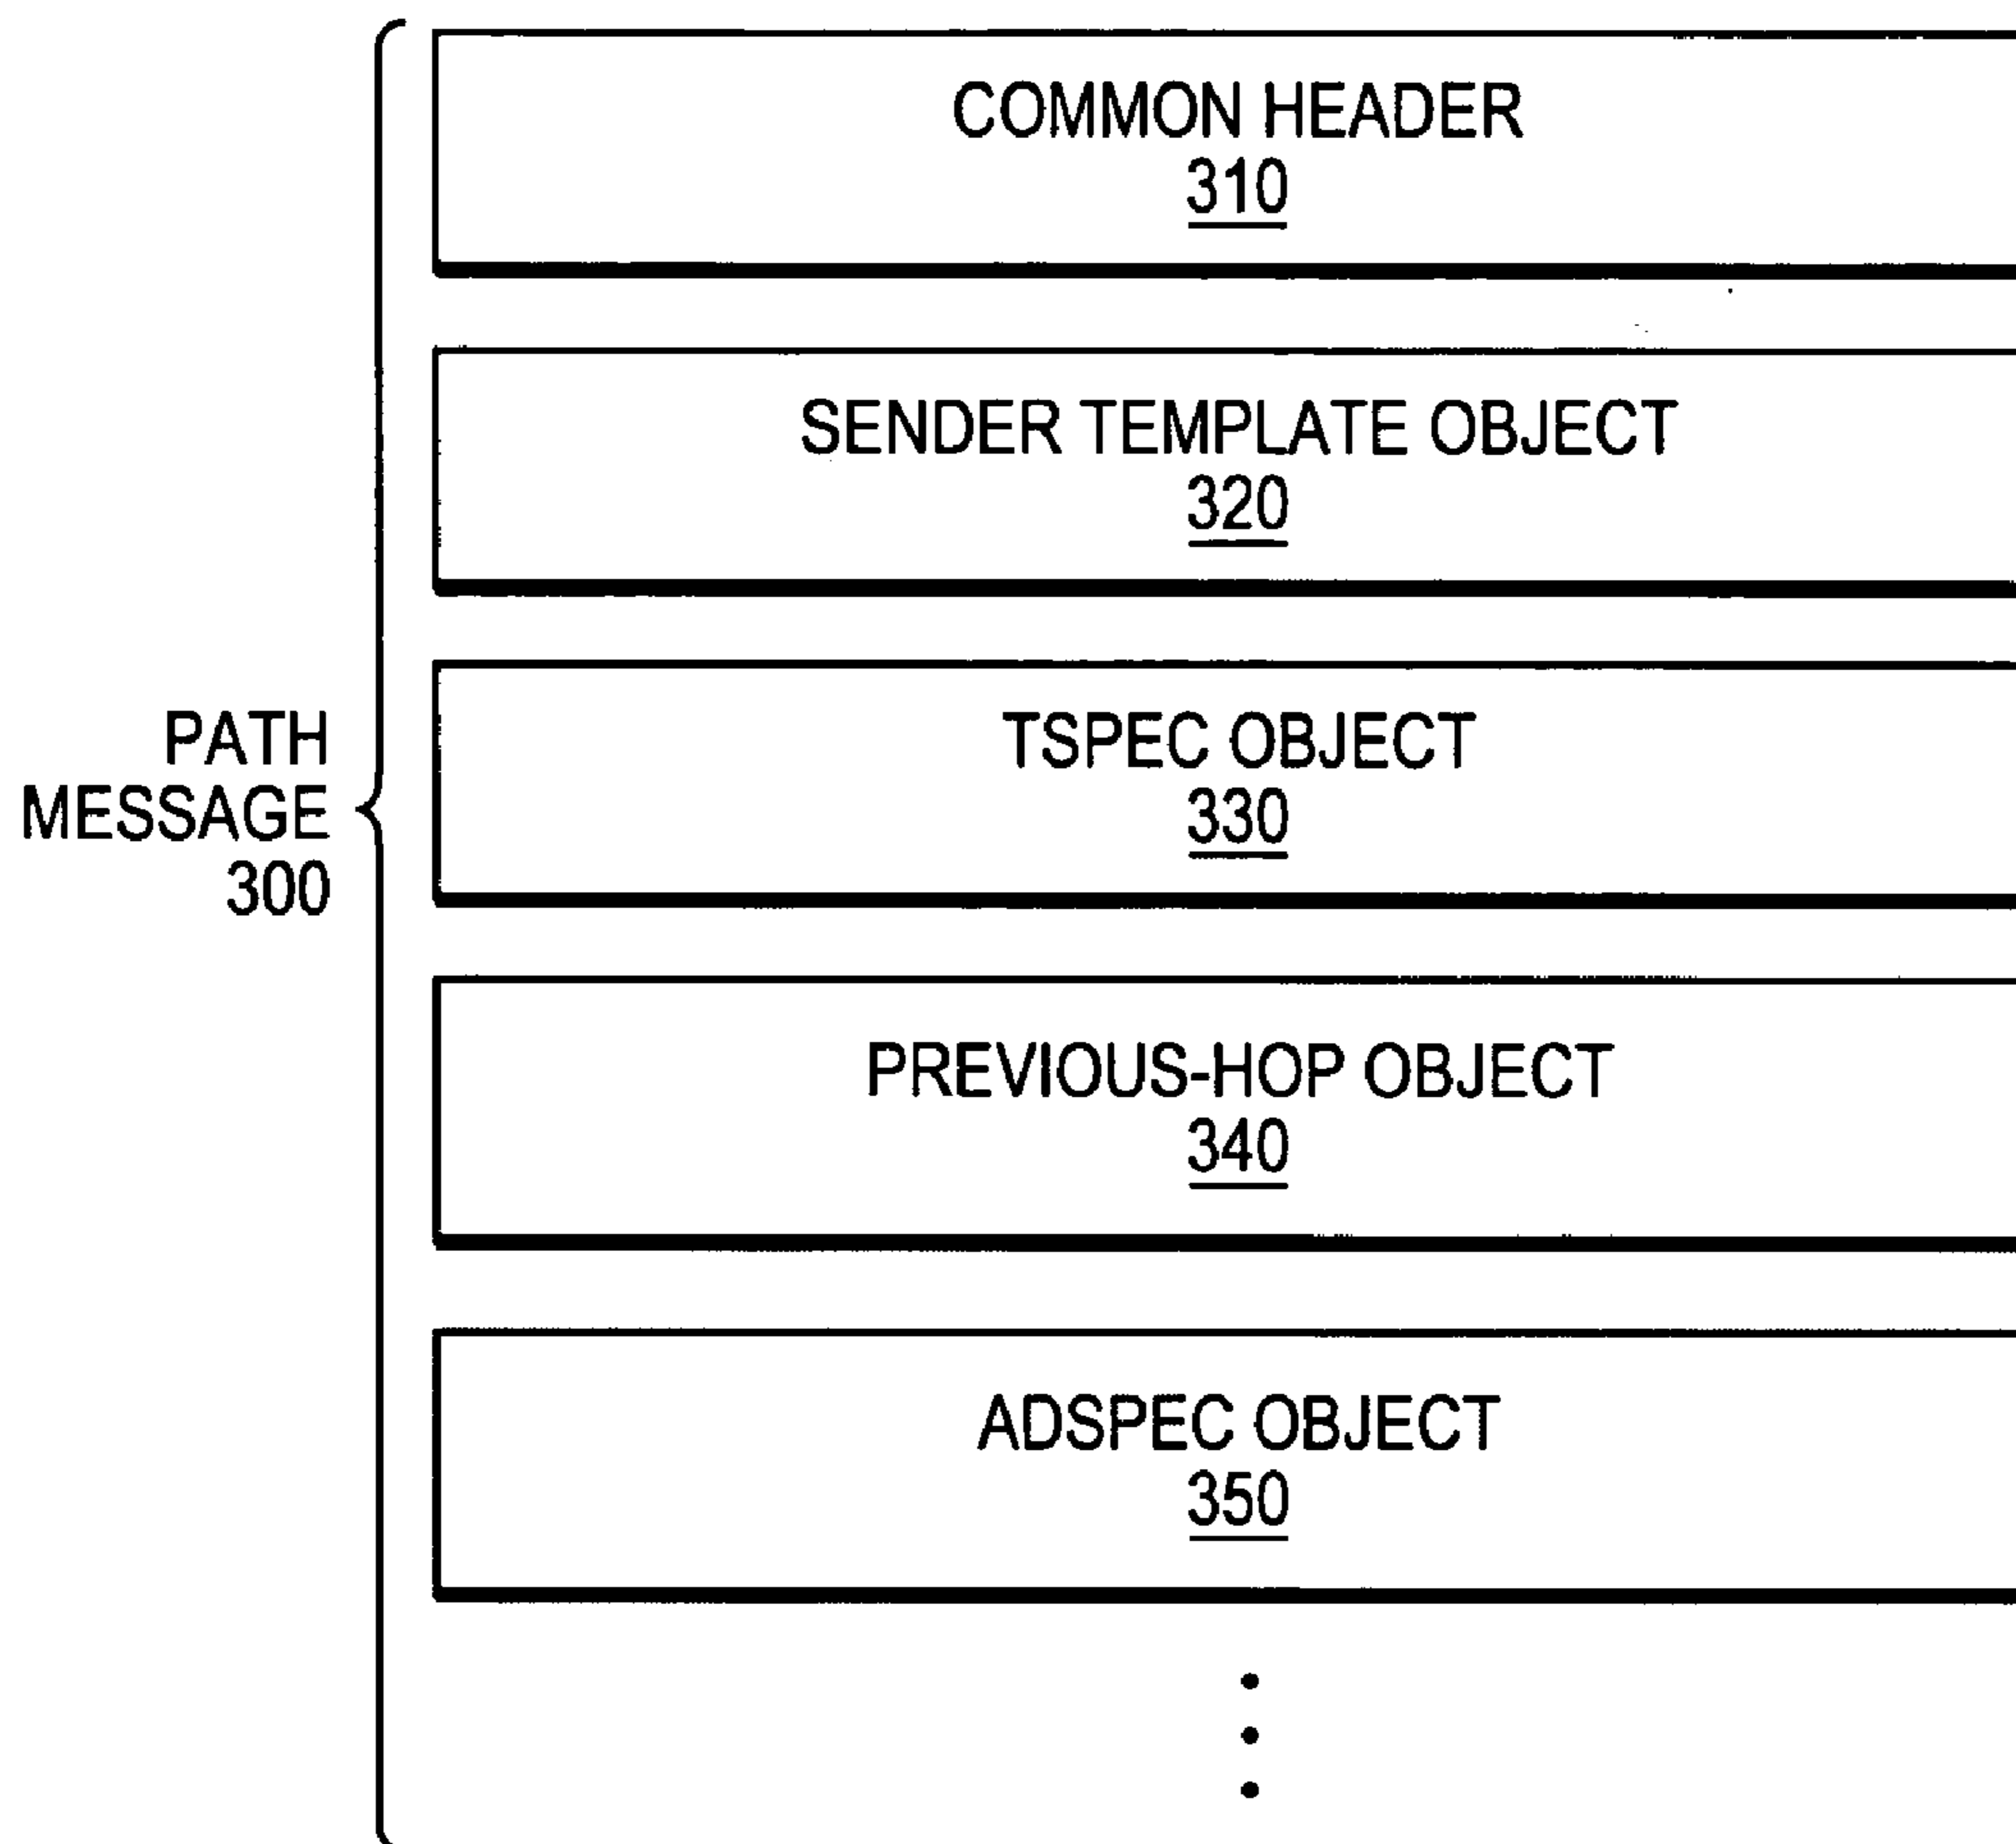 COMMON HEADER
310
SENDER TEMPLATE OBJECT
320
TSPEC OBJECT
330
PATH
MESSAGE
300
PREVIOUS-HOP OBJECT
340
ADSPEC OBJECT
350